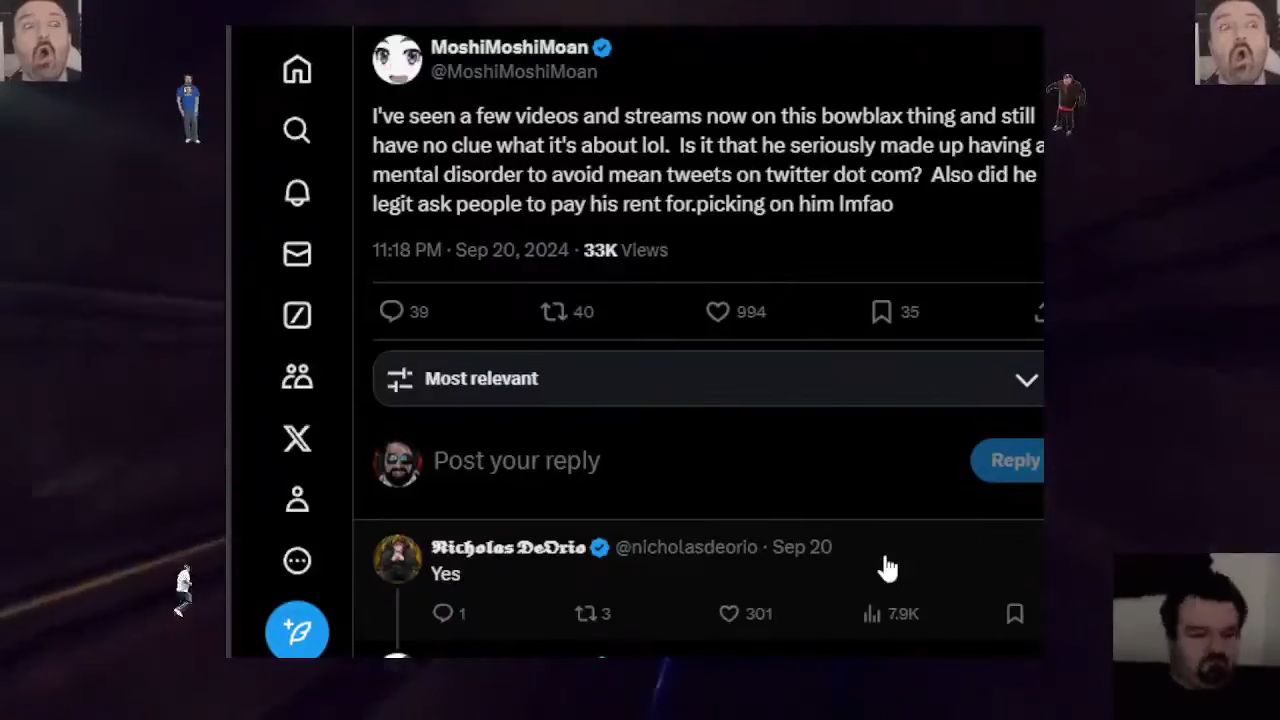 MoshiMoshiMoan
@MoshiMoshiMoan
I've seen a few videos and streams now on this bowblax thing and still
have no clue what it's about lol.  Is it that he seriously made up having a
mental disorder to avoid mean tweets on twitter dot com?  Also did he
legit ask people to pay his rent for.picking on him lmfao
11:18 PM · Sep 20, 2024 · 33K Views
39 40 994 35
Most relevant
Post your reply
Reply
𝕹𝖎𝖈𝖍𝖔𝖑𝖆𝖘 𝕯𝖊𝕺𝖗𝖎𝖔 @nicholasdeorio · Sep 20
Yes
1 3 301 7.9K